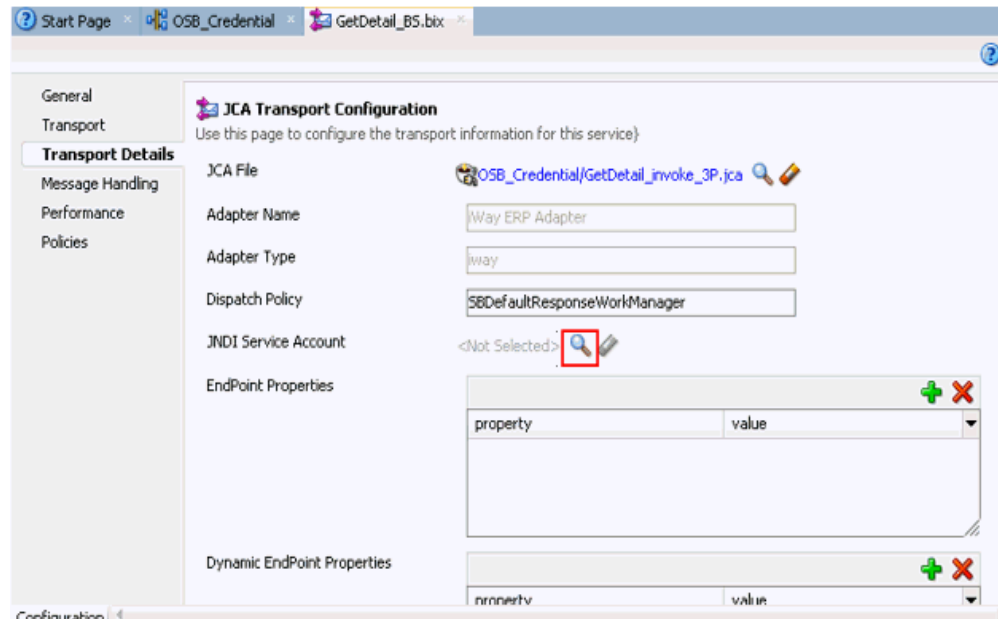 Start Page
OSB_Credential
GetDetail_BS.bix
General
Transport
Transport Details
Message Handling
Performance
Policies
JCA Transport Configuration
Use this page to configure the transport information for this service}
JCA File
OSB_Credential/GetDetail_invoke_3P.jca
Adapter Name
iWay ERP Adapter
Adapter Type
iway
Dispatch Policy
SBDefaultResponseWorkManager
JNDI Service Account
<Not Selected>
EndPoint Properties
property value
Dynamic EndPoint Properties
property value
Configuration